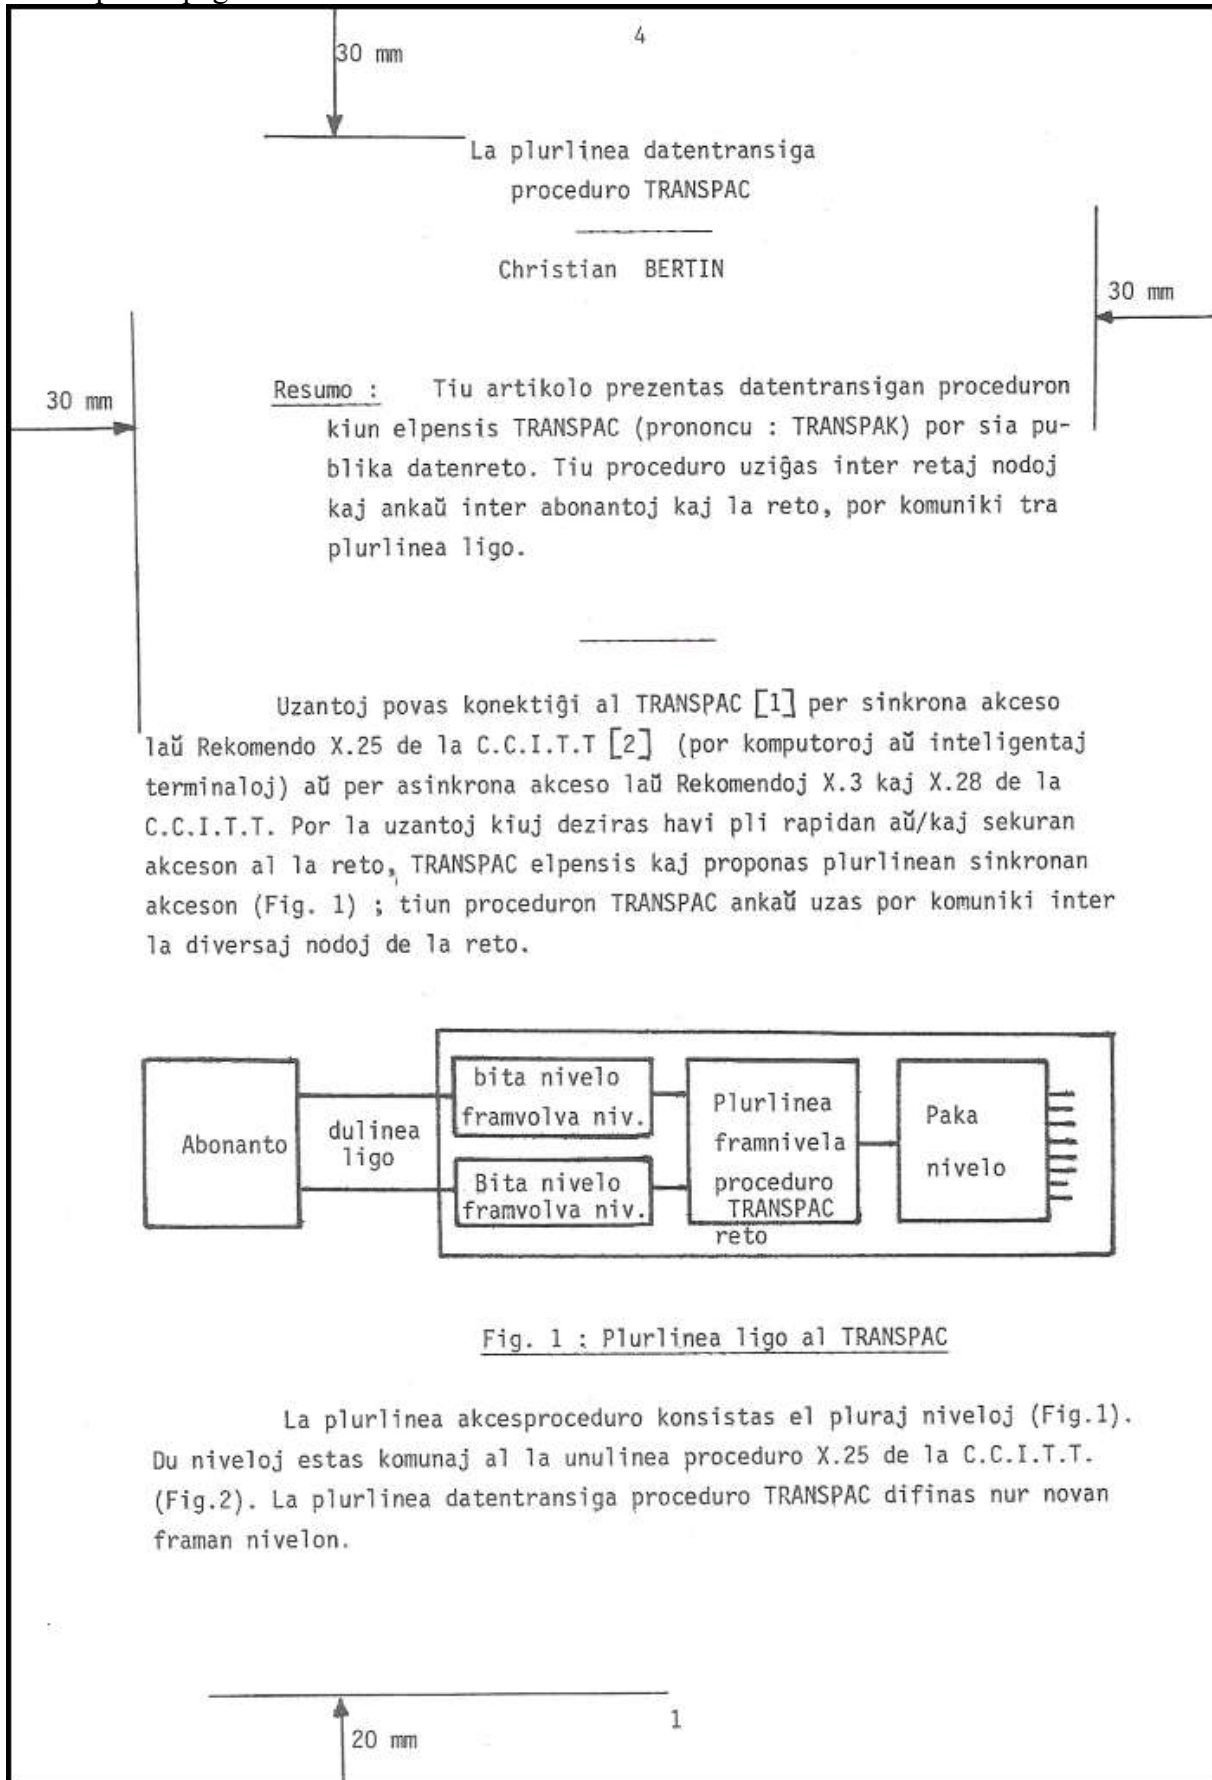 4
30 mm
La plurlinea datentransiga
proceduro TRANSPAC
Christian BERTIN
30 mm
30 mm
Resumo : Tiu artikolo prezentas datentransigan proceduron
kiun elpensis TRANSPAC (prononcu : TRANSPAK) por sia pu-
blika datenreto. Tiu proceduro uziĝas inter retaj nodoj
kaj ankaŭ inter abonantoj kaj la reto, por komuniki tra
plurlinea ligo.
Uzantoj povas konektiĝi al TRANSPAC [1] per sinkrona akceso
laŭ Rekomendo X.25 de la C.C.I.T.T [2] (por komputoroj aŭ inteligentaj
terminaloj) aŭ per asinkrona akceso laŭ Rekomendoj X.3 kaj X.28 de la
C.C.I.T.T. Por la uzantoj kiuj deziras havi pli rapidan aŭ/kaj sekuran
akceson al la reto, TRANSPAC elpensis kaj proponas plurlinean sinkronan
akceson (Fig. 1) ; tiun proceduron TRANSPAC ankaŭ uzas por komuniki inter
la diversaj nodoj de la reto.
Abonanto
dulinea
ligo
bita nivelo
framvolva niv.
Bita nivelo
framvolva niv.
Plurlinea
framnivela
proceduro
TRANSPAC
reto
Paka
nivelo
Fig. 1 : Plurlinea ligo al TRANSPAC
La plurlinea akcesproceduro konsistas el pluraj niveloj (Fig.1).
Du niveloj estas komunaj al la unulinea proceduro X.25 de la C.C.I.T.T.
(Fig.2). La plurlinea datentransiga proceduro TRANSPAC difinas nur novan
framan nivelon.
1
20 mm